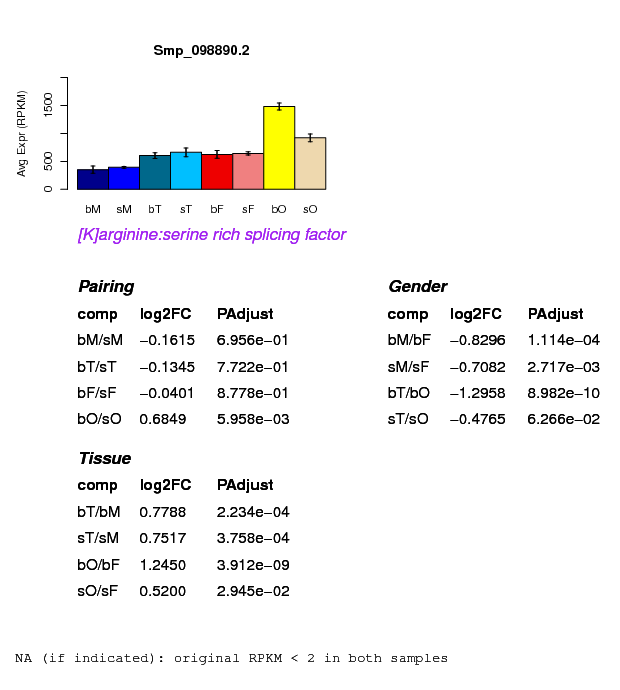 Smp_098890.2
Avg Expr (RPKM)
1500
500
0
bM sM bT sT bF sF bO sO
[K]arginine:serine rich splicing factor
Pairing
comp log2FC PAdjust
bM/sM −0.1615 6.956e−01
bT/sT −0.1345 7.722e−01
bF/sF −0.0401 8.778e−01
bO/sO 0.6849 5.958e−03
Gender
comp log2FC PAdjust
bM/bF −0.8296 1.114e−04
sM/sF −0.7082 2.717e−03
bT/bO −1.2958 8.982e−10
sT/sO −0.4765 6.266e−02
Tissue
comp log2FC PAdjust
bT/bM 0.7788 2.234e−04
sT/sM 0.7517 3.758e−04
bO/bF 1.2450 3.912e−09
sO/sF 0.5200 2.945e−02
NA (if indicated): original RPKM < 2 in both samples